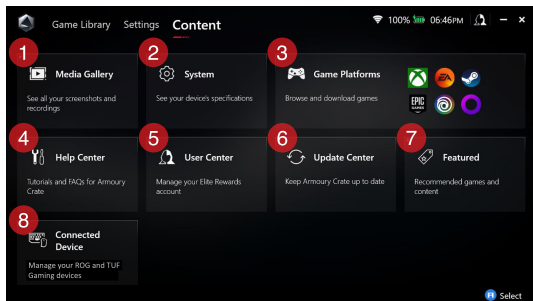 Game Library Settings Content 100% 06:46PM
1 2 3
Media Gallery System Game Platforms
See all your screenshots and recordings
See your device's specifications
Browse and download games
EA
EPIC GAMES
4 5 6 7
Help Center User Center Update Center Featured
Tutorials and FAQs for Armoury Crate
Manage your Elite Rewards account
Keep Armoury Crate up to date
Recommended games and content
8
Connected Device
Manage your ROG and TUF Gaming devices
Select